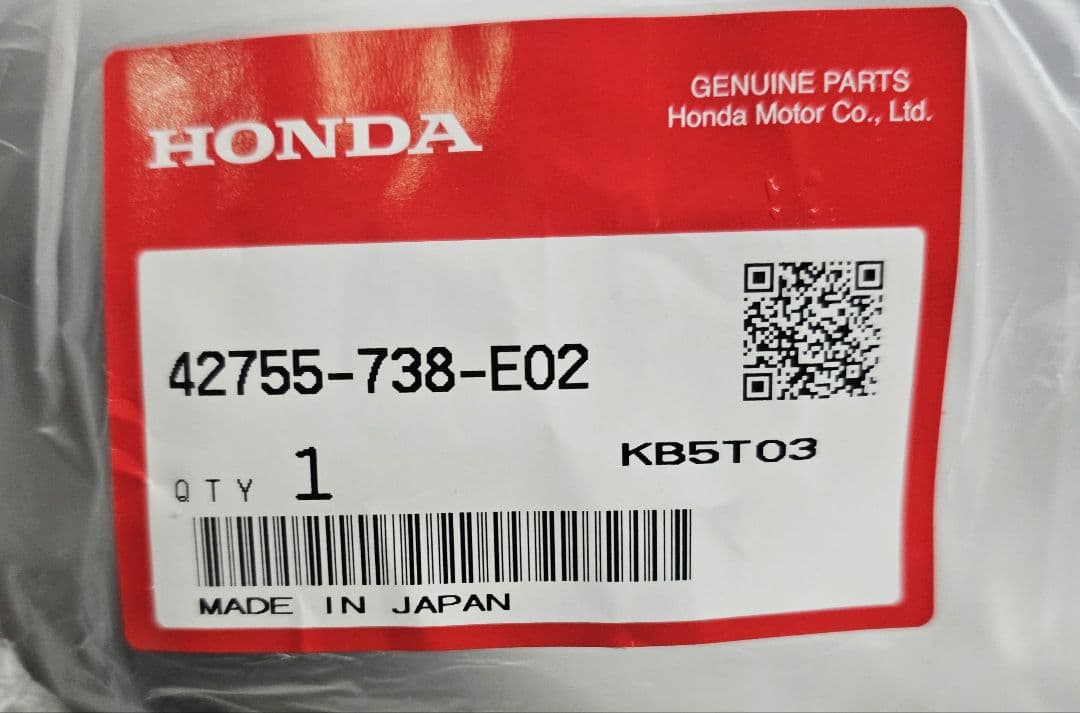 HONDA
GENUINE PARTS
Honda Motor Co., Ltd.
42755-738-E02
QTY 1
KB5T03
MADE IN JAPAN